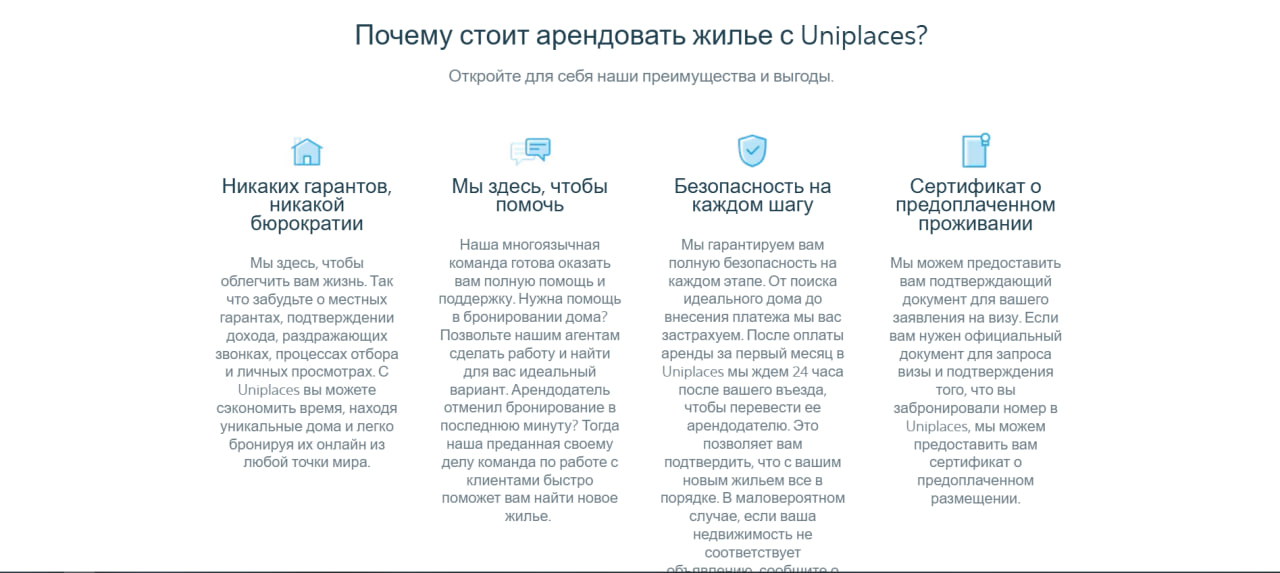 Почему стоит арендовать жилье с Uniplaces?
Откройте для себя наши преимущества и выгоды.
Никаких гарантов,
никакой
бюрократии
Мы здесь, чтобы
облегчить вам жизнь. Так
что забудьте о местных
гарантах, подтверждении
дохода, раздражающих
звонках, процессах отбора
и личных просмотрах. С
Uniplaces вы можете
сэкономить время, находя
уникальные дома и легко
бронируя их онлайн из
любой точки мира.
Мы здесь, чтобы
помочь
Наша многоязычная
команда готова оказать
вам полную помощь и
поддержку. Нужна помощь
в бронировании дома?
Позвольте нашим агентам
сделать работу и найти
для вас идеальный
вариант. Арендодатель
отменил бронирование в
последнюю минуту? Тогда
наша преданная своему
делу команда по работе с
клиентами быстро
поможет вам найти новое
жилье.
Безопасность на
каждом шагу
Мы гарантируем вам
полную безопасность на
каждом этапе. От поиска
идеального дома до
внесения платежа мы вас
застрахуем. После оплаты
аренды за первый месяц в
Uniplaces мы ждем 24 часа
после вашего въезда,
чтобы перевести ее
арендодателю. Это
позволяет вам
подтвердить, что с вашим
новым жильем все в
порядке. В маловероятном
случае, если ваша
недвижимость не
соответствует
объявлению, сообщите о
Сертификат о
предоплаченном
проживании
Мы можем предоставить
вам подтверждающий
документ для вашего
заявления на визу. Если
вам нужен официальный
документ для запроса
визы и подтверждения
того, что вы
забронировали номер в
Uniplaces, мы можем
предоставить вам
сертификат о
предоплаченном
размещении.